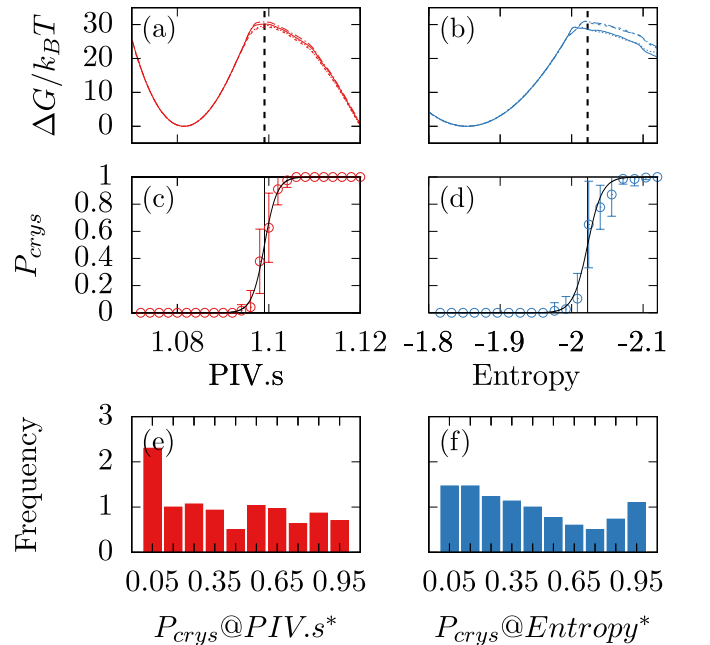 ΔG/k_BT
30
20
10
0
(a)
(b)
P_crys
1
0.8
0.6
0.4
0.2
0
(c)
(d)
1.08 1.1 1.12
-1.8 -1.9 -2 -2.1
PIV.s
Entropy
Frequency
3
2
1
0
(e)
(f)
0.05 0.35 0.65 0.95
0.05 0.35 0.65 0.95
P_crys@PIV.s*
P_crys@Entropy*